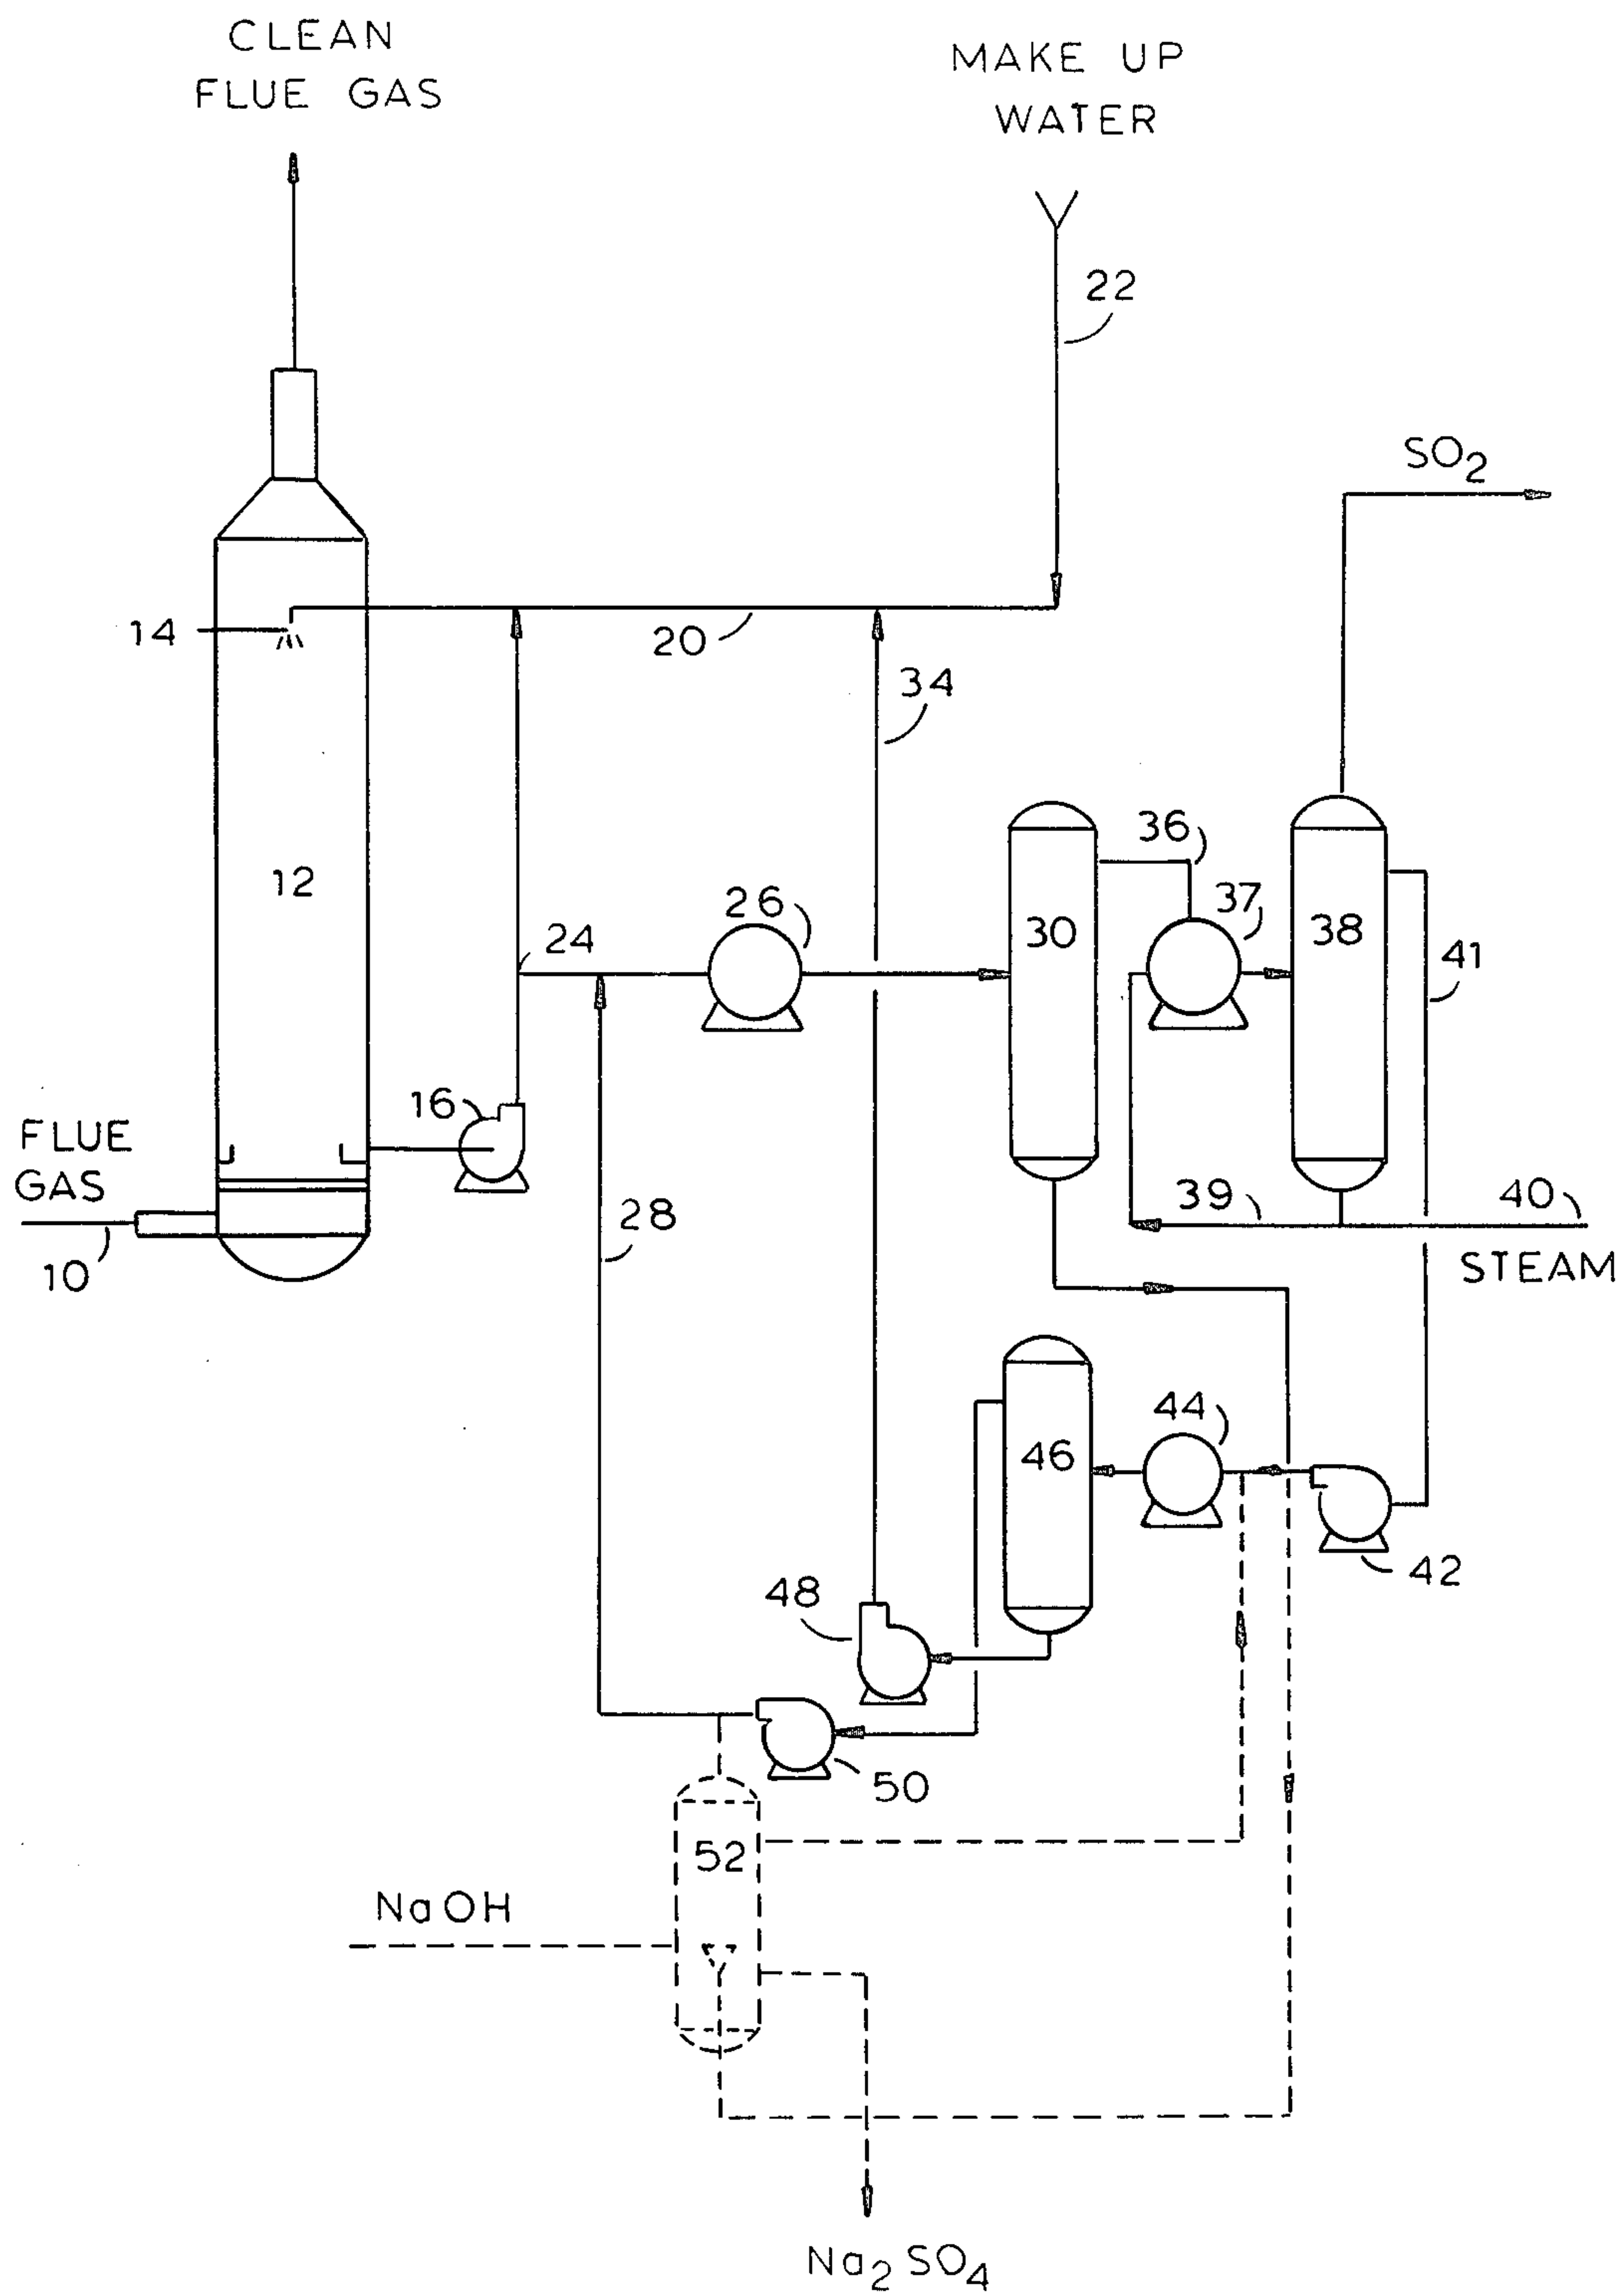 CLEAN
FLUE GAS
MAKE UP
WATER
22
SO2
14
20
34
36
37
26
12
30
38
24
41
16
FLUE
GAS
28
39
40
10
STEAM
44
46
48
42
50
52
NaOH
Na2SO4